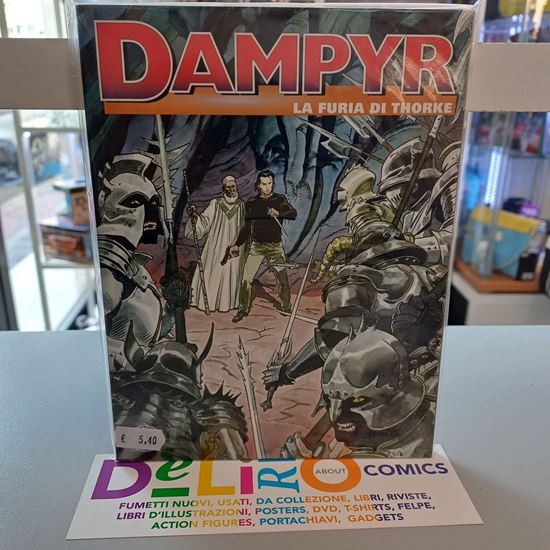 DAMPYR
LA FURIA DI THORKE
€ 5,40
DeLiRO ABOUT COMICS
FUMETTI NUOVI, USATI, DA COLLEZIONE, LIBRI, RIVISTE,
LIBRI D'ILLUSTRAZIONI, POSTERS, DVD, T-SHIRTS, FELPE,
ACTION FIGURES, PORTACHIAVI, GADGETS